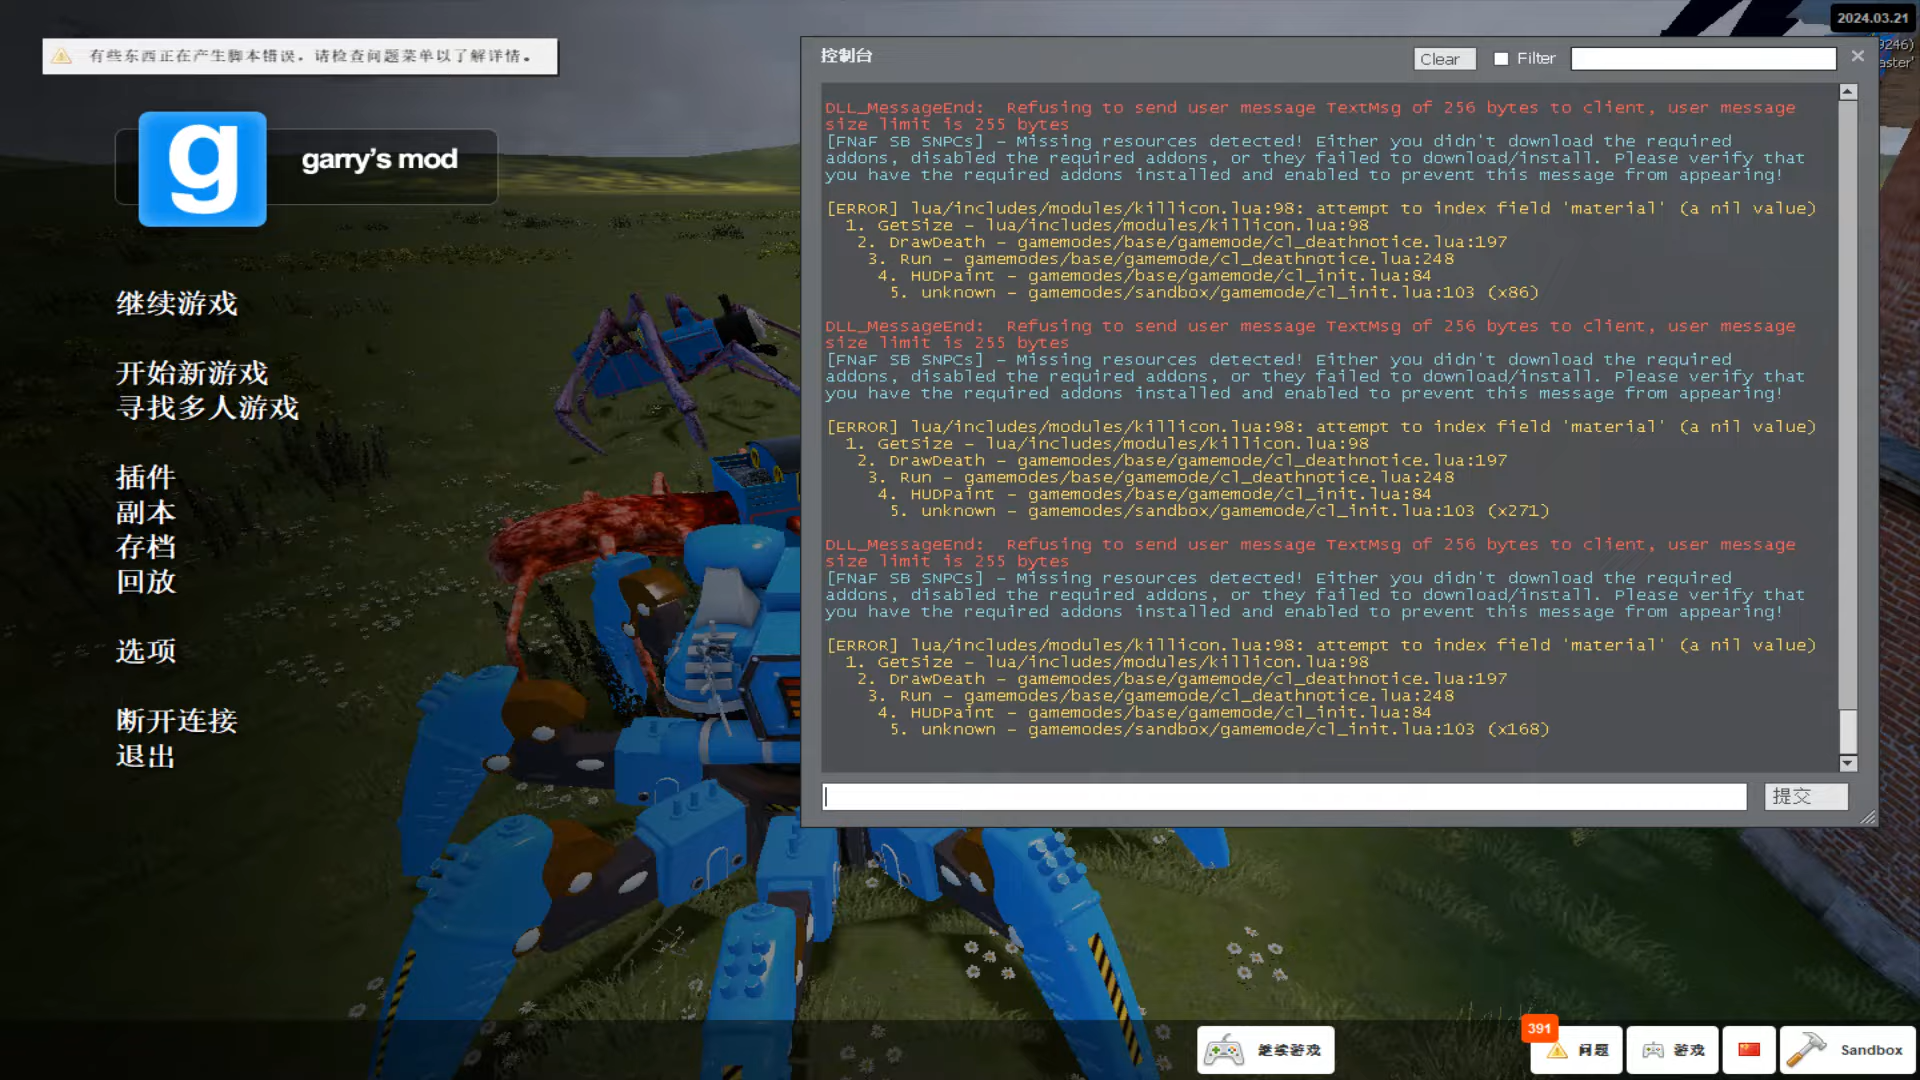 2024.03.21
有些东西正在产生脚本错误。请检查问题菜单以了解详情。
g garry's mod
继续游戏
开始新游戏
寻找多人游戏
插件
副本
存档
回放
选项
断开连接
退出
控制台
Clear
Filter
9246)
aster'
DLL_MessageEnd:  Refusing to send user message TextMsg of 256 bytes to client, user message
size limit is 255 bytes
[FNaF SB SNPCs] - Missing resources detected! Either you didn't download the required
addons, disabled the required addons, or they failed to download/install. Please verify that
you have the required addons installed and enabled to prevent this message from appearing!
[ERROR] lua/includes/modules/killicon.lua:98: attempt to index field 'material' (a nil value)
1. GetSize - lua/includes/modules/killicon.lua:98
2. DrawDeath - gamemodes/base/gamemode/cl_deathnotice.lua:197
3. Run - gamemodes/base/gamemode/cl_deathnotice.lua:248
4. HUDPaint - gamemodes/base/gamemode/cl_init.lua:84
5. unknown - gamemodes/sandbox/gamemode/cl_init.lua:103 (x86)
DLL_MessageEnd:  Refusing to send user message TextMsg of 256 bytes to client, user message
size limit is 255 bytes
[FNaF SB SNPCs] - Missing resources detected! Either you didn't download the required
addons, disabled the required addons, or they failed to download/install. Please verify that
you have the required addons installed and enabled to prevent this message from appearing!
[ERROR] lua/includes/modules/killicon.lua:98: attempt to index field 'material' (a nil value)
1. GetSize - lua/includes/modules/killicon.lua:98
2. DrawDeath - gamemodes/base/gamemode/cl_deathnotice.lua:197
3. Run - gamemodes/base/gamemode/cl_deathnotice.lua:248
4. HUDPaint - gamemodes/base/gamemode/cl_init.lua:84
5. unknown - gamemodes/sandbox/gamemode/cl_init.lua:103 (x271)
DLL_MessageEnd:  Refusing to send user message TextMsg of 256 bytes to client, user message
size limit is 255 bytes
[FNaF SB SNPCs] - Missing resources detected! Either you didn't download the required
addons, disabled the required addons, or they failed to download/install. Please verify that
you have the required addons installed and enabled to prevent this message from appearing!
[ERROR] lua/includes/modules/killicon.lua:98: attempt to index field 'material' (a nil value)
1. GetSize - lua/includes/modules/killicon.lua:98
2. DrawDeath - gamemodes/base/gamemode/cl_deathnotice.lua:197
3. Run - gamemodes/base/gamemode/cl_deathnotice.lua:248
4. HUDPaint - gamemodes/base/gamemode/cl_init.lua:84
5. unknown - gamemodes/sandbox/gamemode/cl_init.lua:103 (x168)
提交
继续游戏
391
问题
游戏
Sandbox